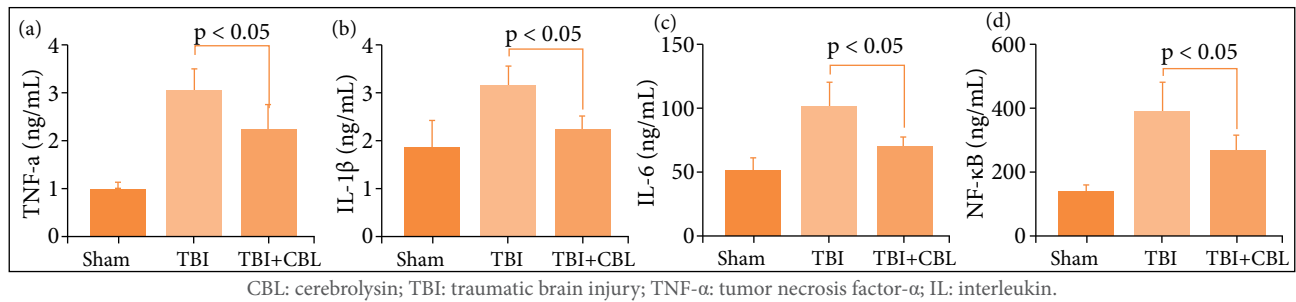 (a)
TNF-a (ng/mL)
4
3
2
1
0
p < 0.05
Sham TBI TBI+CBL
(b)
IL-1β (ng/mL)
4
3
2
1
0
p < 0.05
Sham TBI TBI+CBL
(c)
IL-6 (ng/mL)
150
100
50
0
p < 0.05
Sham TBI TBI+CBL
(d)
NF-κB (ng/mL)
600
400
200
0
p < 0.05
Sham TBI TBI+CBL
CBL: cerebrolysin; TBI: traumatic brain injury; TNF-α: tumor necrosis factor-α; IL: interleukin.